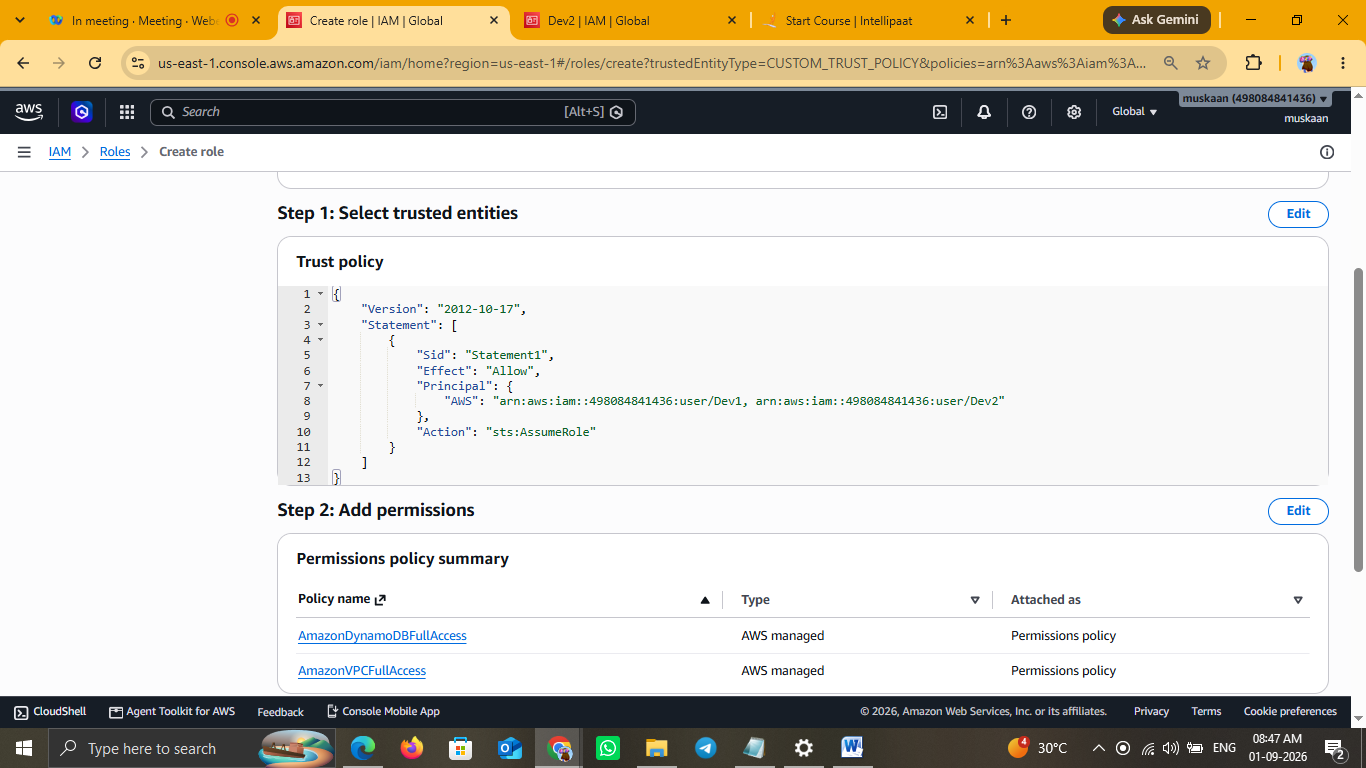 In meeting · Meeting · Web
Create role | IAM | Global
Dev2 | IAM | Global
Start Course | Intellipaat
Ask Gemini
us-east-1.console.aws.amazon.com/iam/home?region=us-east-1#/roles/create?trustedEntityType=CUSTOM_TRUST_POLICY&policies=arn%3Aaws%3Aiam%3A...
aws
Search
[Alt+S]
Global
muskaan (498084841436)
muskaan
IAM
Roles
Create role
Step 1: Select trusted entities
Edit
Trust policy
1 {
2 "Version": "2012-10-17",
3 "Statement": [
4 {
5 "Sid": "Statement1",
6 "Effect": "Allow",
7 "Principal": {
8 "AWS": "arn:aws:iam::498084841436:user/Dev1, arn:aws:iam::498084841436:user/Dev2"
9 },
10 "Action": "sts:AssumeRole"
11 }
12 ]
13 }
Step 2: Add permissions
Edit
Permissions policy summary
Policy name
Type
Attached as
AmazonDynamoDBFullAccess
AWS managed
Permissions policy
AmazonVPCFullAccess
AWS managed
Permissions policy
CloudShell
Agent Toolkit for AWS
Feedback
Console Mobile App
© 2026, Amazon Web Services, Inc. or its affiliates.
Privacy
Terms
Cookie preferences
Type here to search
4
30°C
ENG
08:47 AM
01-09-2026
2